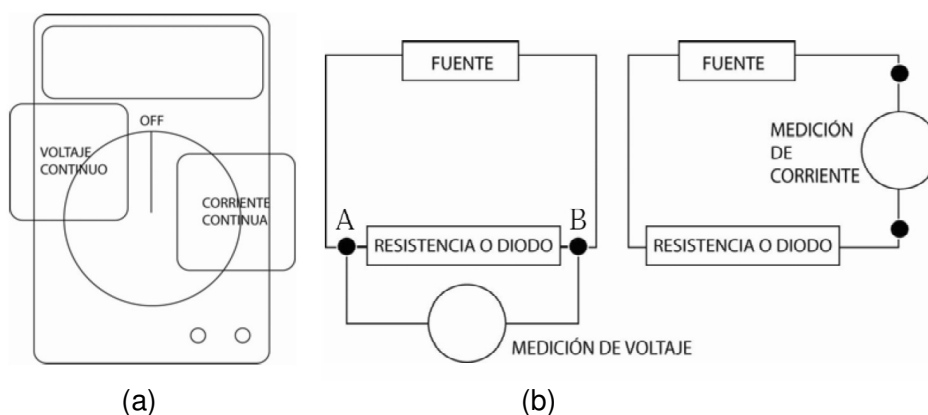 OFF
VOLTAJE
CONTINUO
CORRIENTE
CONTINUA
(a)
FUENTE
A
B
RESISTENCIA O DIODO
MEDICIÓN DE VOLTAJE
FUENTE
MEDICIÓN
DE
CORRIENTE
RESISTENCIA O DIODO
(b)